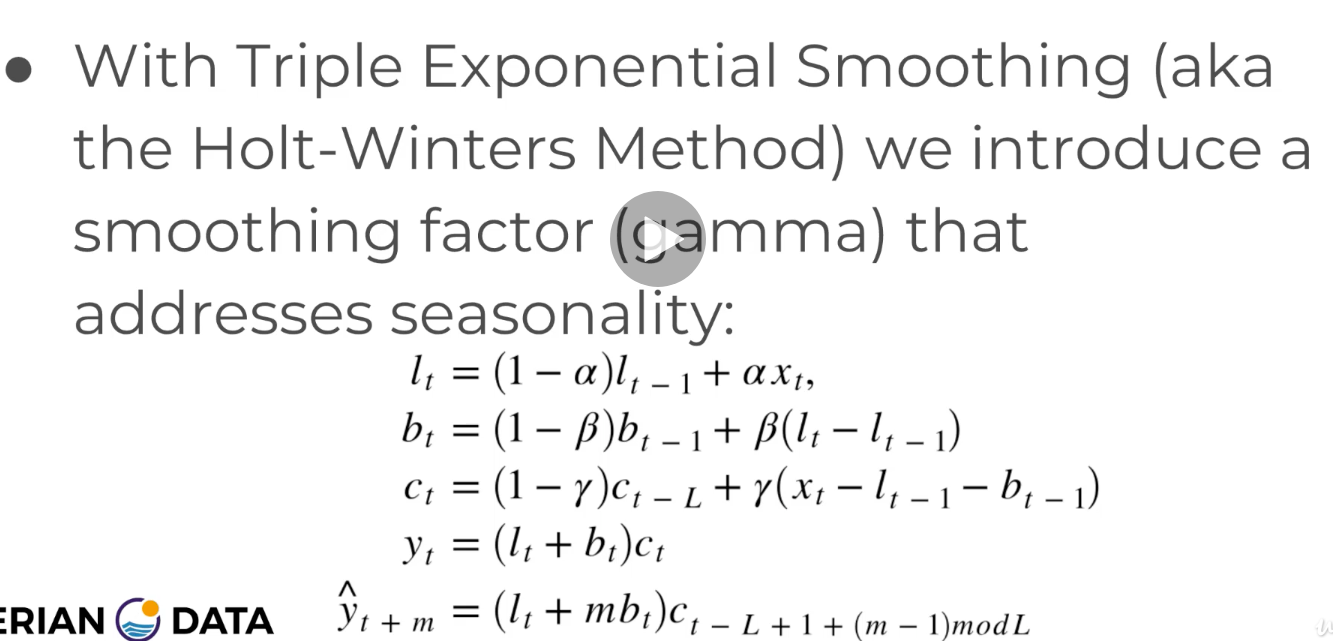 ● With Triple Exponential Smoothing (aka
the Holt-Winters Method) we introduce a
smoothing factor (gamma) that
addresses seasonality:
l_t = (1 − α)l_{t − 1} + αx_t,
b_t = (1 − β)b_{t − 1} + β(l_t − l_{t − 1})
c_t = (1 − γ)c_{t − L} + γ(x_t − l_{t − 1} − b_{t − 1})
y_t = (l_t + b_t)c_t
ŷ_{t + m} = (l_t + mb_t)c_{t − L + 1 + (m − 1)modL}
ERIAN DATA